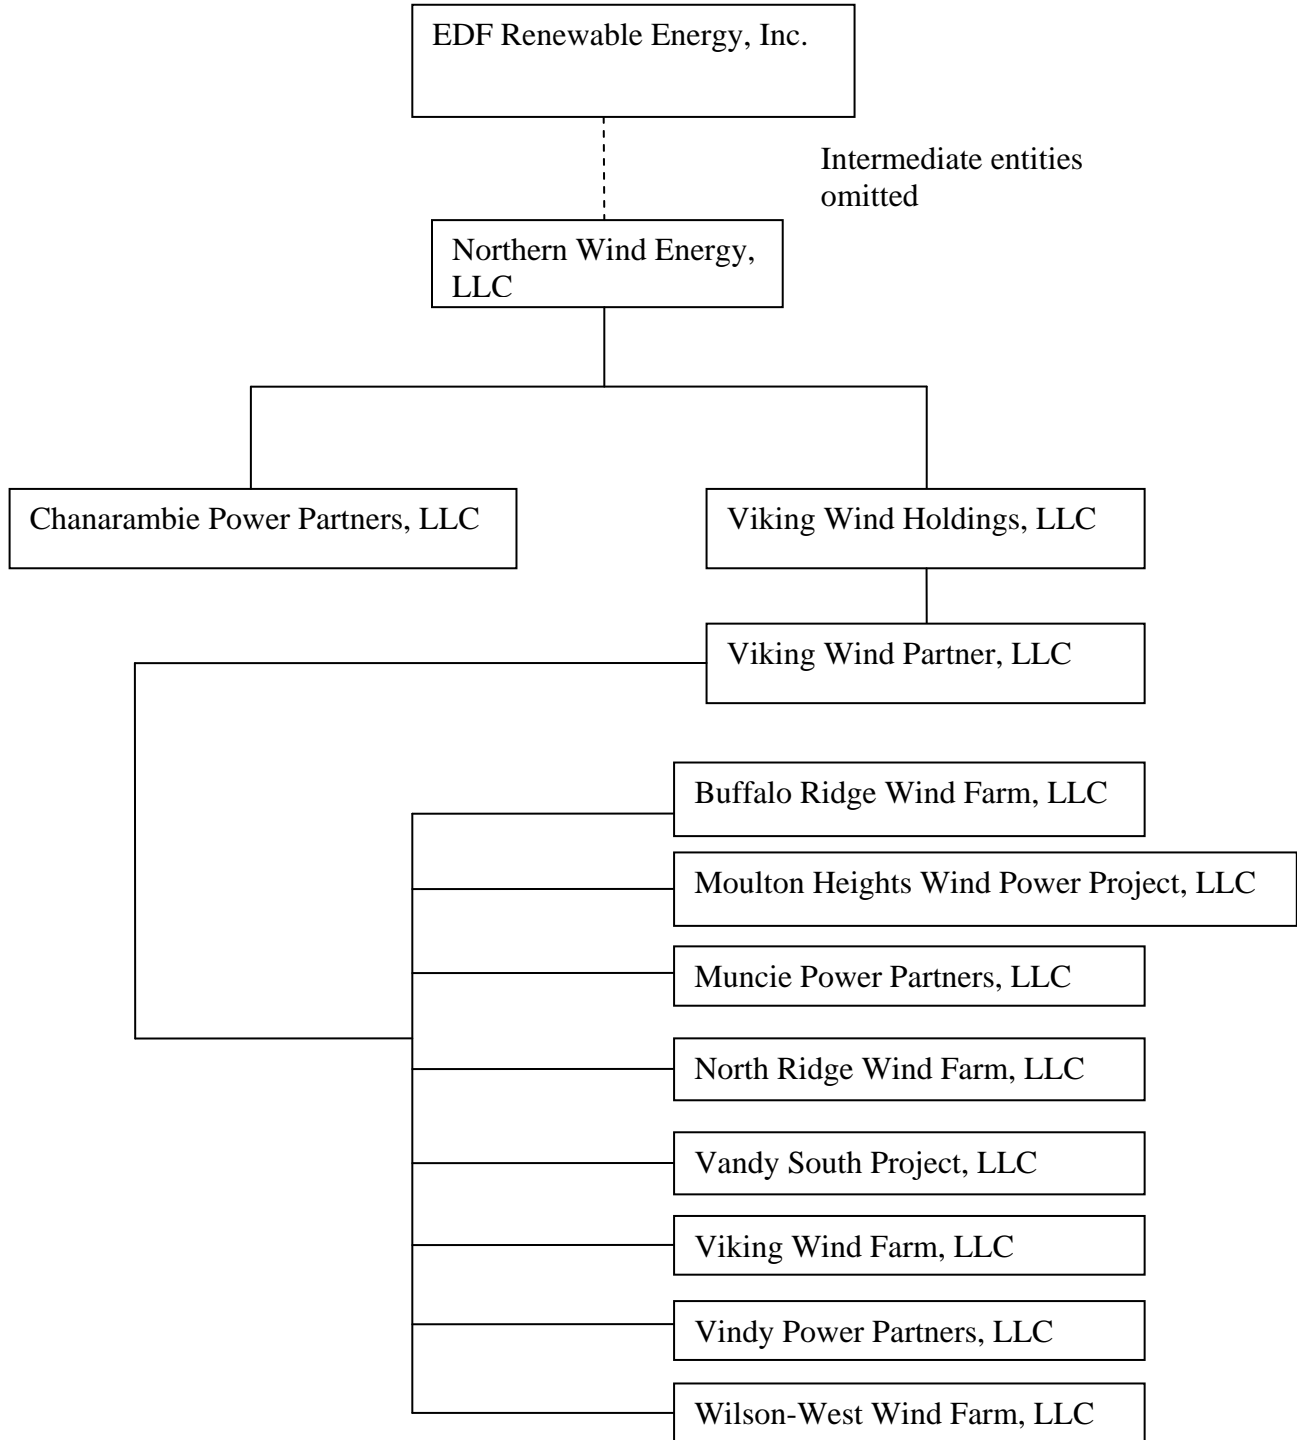 EDF Renewable Energy, Inc.
Intermediate entities
omitted
Northern Wind Energy,
LLC
Chanarambie Power Partners, LLC
Viking Wind Holdings, LLC
Viking Wind Partner, LLC
Buffalo Ridge Wind Farm, LLC
Moulton Heights Wind Power Project, LLC
Muncie Power Partners, LLC
North Ridge Wind Farm, LLC
Vandy South Project, LLC
Viking Wind Farm, LLC
Vindy Power Partners, LLC
Wilson-West Wind Farm, LLC